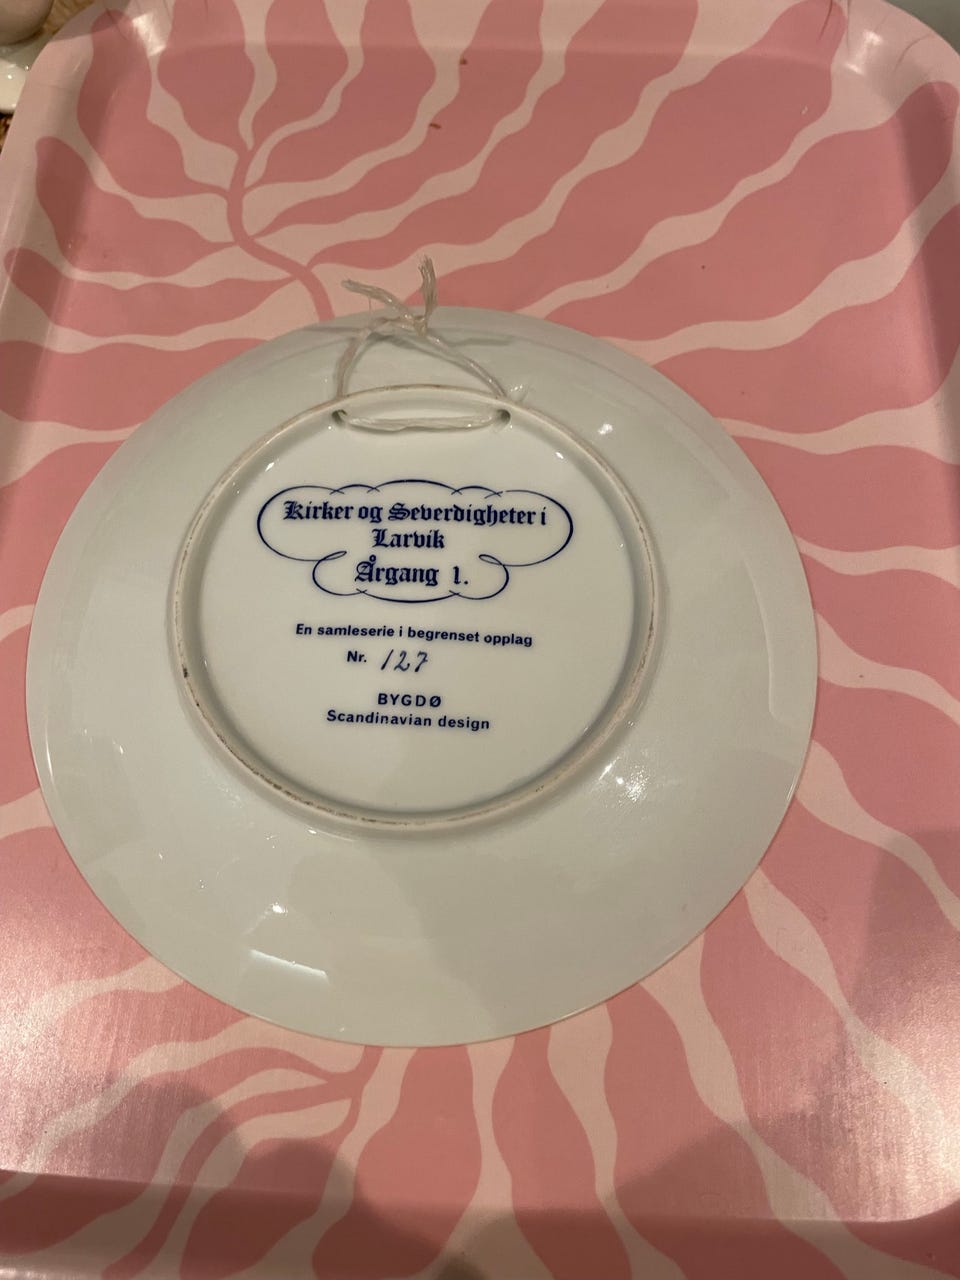 Kirker og Severdigheter i
Larvik
Årgang 1.
En samleserie i begrenset opplag
Nr. 127
BYGDØ
Scandinavian design